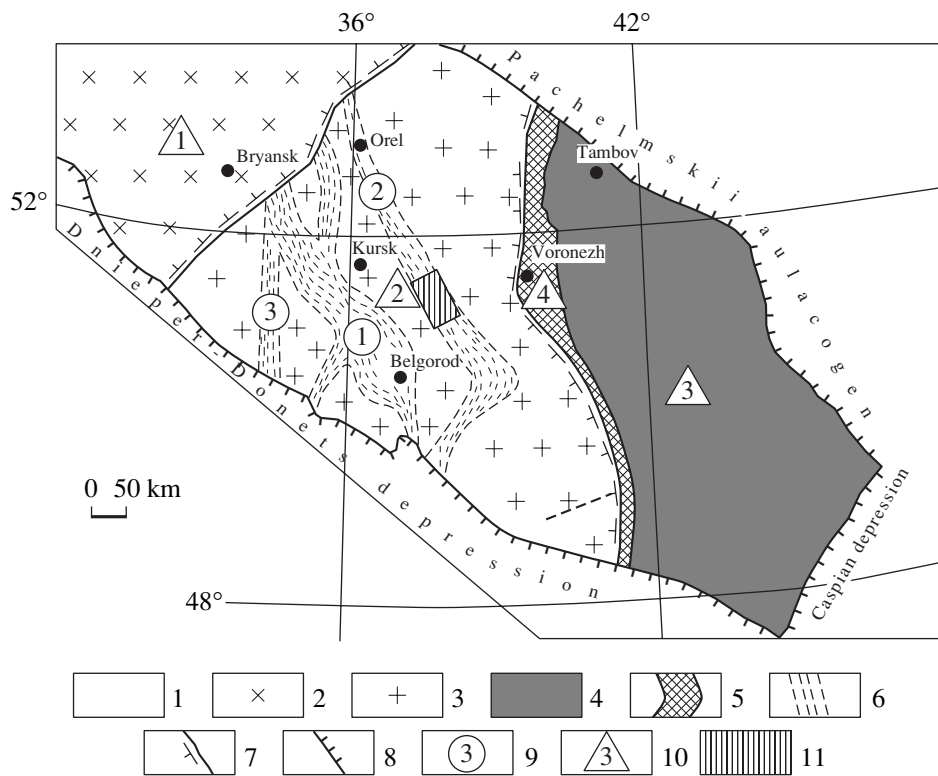 36°
42°
Pachelmskii aulacogen
1
Orel
Bryansk
Tambov
2
52°
Kursk
Voronezh
2
4
3
1
Belgorod
3
Dnieper-Donets depression
0 50 km
Caspian depression
48°
1
2
3
4
5
6
7
8
3
9
3
10
11